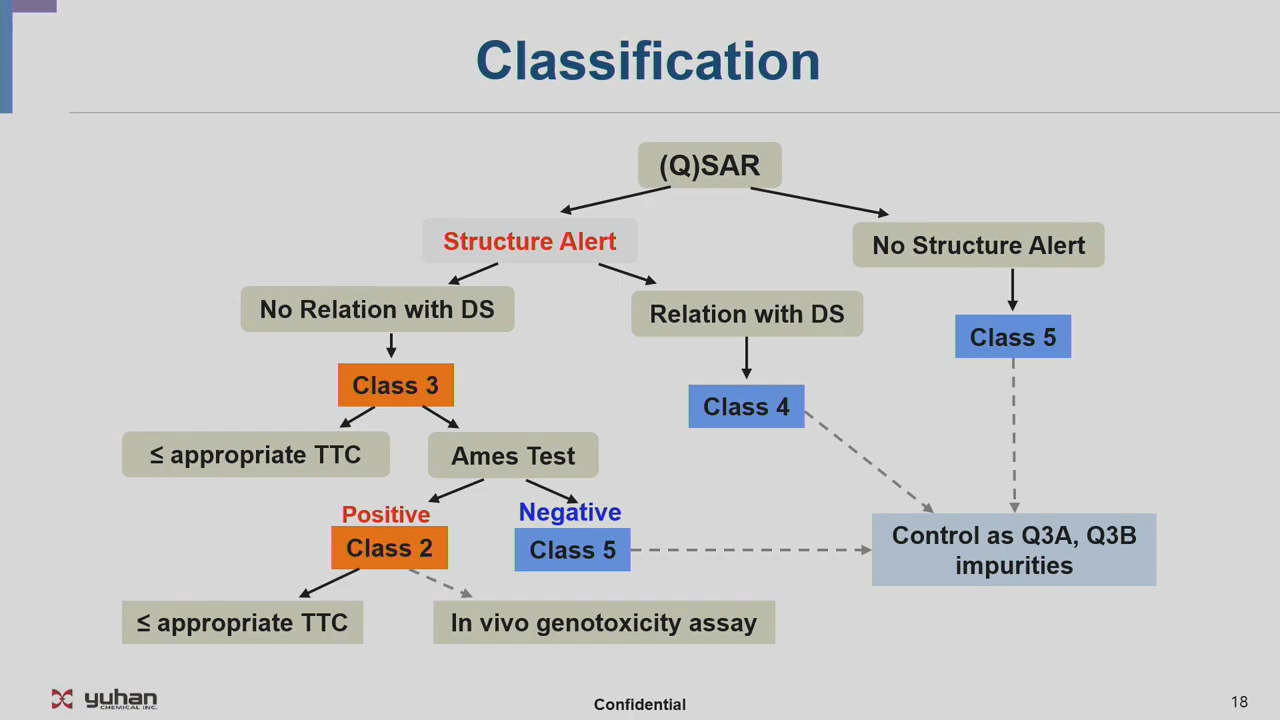 Classification
(Q)SAR
Structure Alert
No Structure Alert
No Relation with DS
Relation with DS
Class 5
Class 3
Class 4
≤ appropriate TTC
Ames Test
Positive
Negative
Class 2
Class 5
Control as Q3A, Q3B
impurities
≤ appropriate TTC
In vivo genotoxicity assay
yuhan
CHEMICAL INC.
Confidential
18